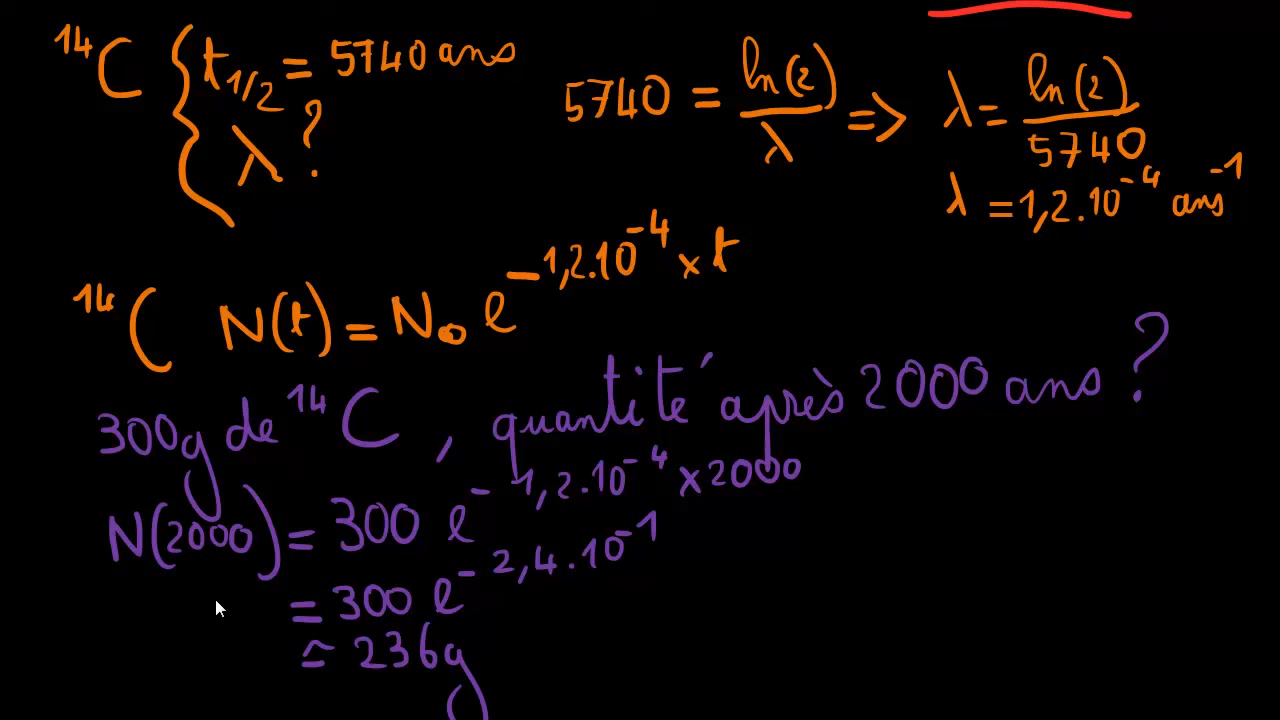 ¹⁴C { t₁/₂ = 5740 ans
λ ?
5740 = ln(2)/λ => λ = ln(2)/5740
λ = 1,2.10⁻⁴ ans⁻¹
¹⁴C N(t) = N₀ e^(-1,2.10⁻⁴ × t)
300g de ¹⁴C, quantité après 2000 ans ?
N(2000) = 300 e^(-1,2.10⁻⁴ × 2000)
= 300 e^(-2,4.10⁻¹)
≃ 236g